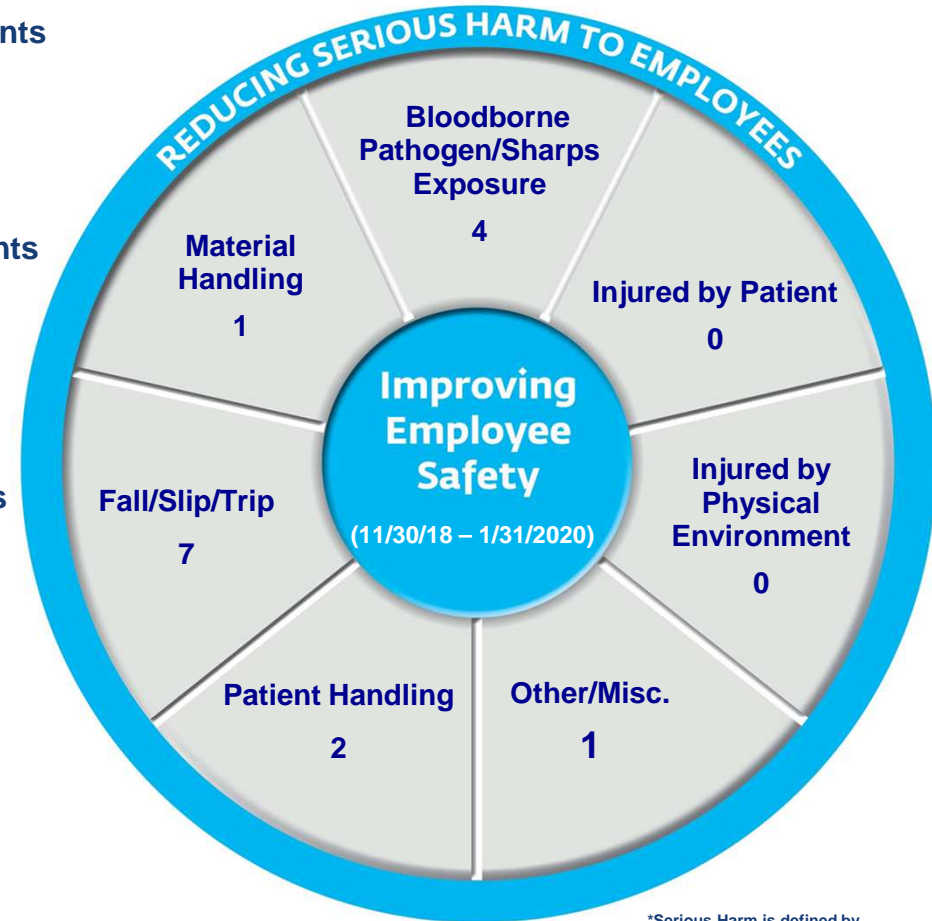 REDUCING SERIOUS HARM TO EMPLOYEES
Bloodborne
Pathogen/Sharps
Exposure
4
Material
Handling
1
Injured by Patient
0
Improving
Employee
Safety
(11/30/18 – 1/31/2020)
Fall/Slip/Trip
7
Injured by
Physical
Environment
0
Patient Handling
2
Other/Misc.
1
*Serious Harm is defined by